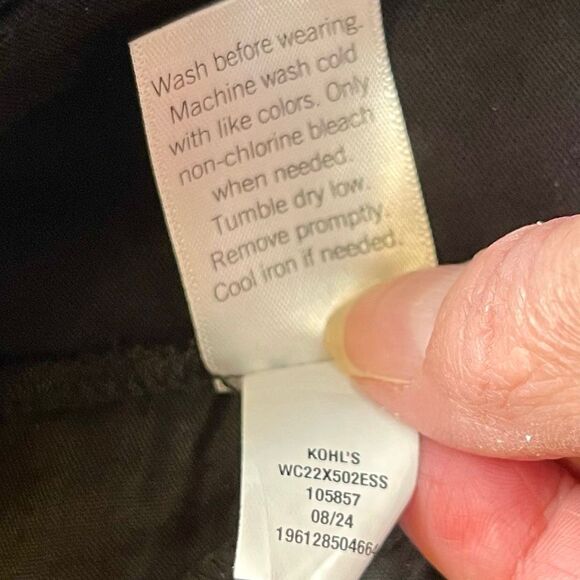 Wash before wearing.
Machine wash cold
with like colors. Only
non-chlorine bleach
when needed.
Tumble dry low.
Remove promptly.
Cool iron if needed.
KOHL'S
WC22X502ESS
105857
08/24